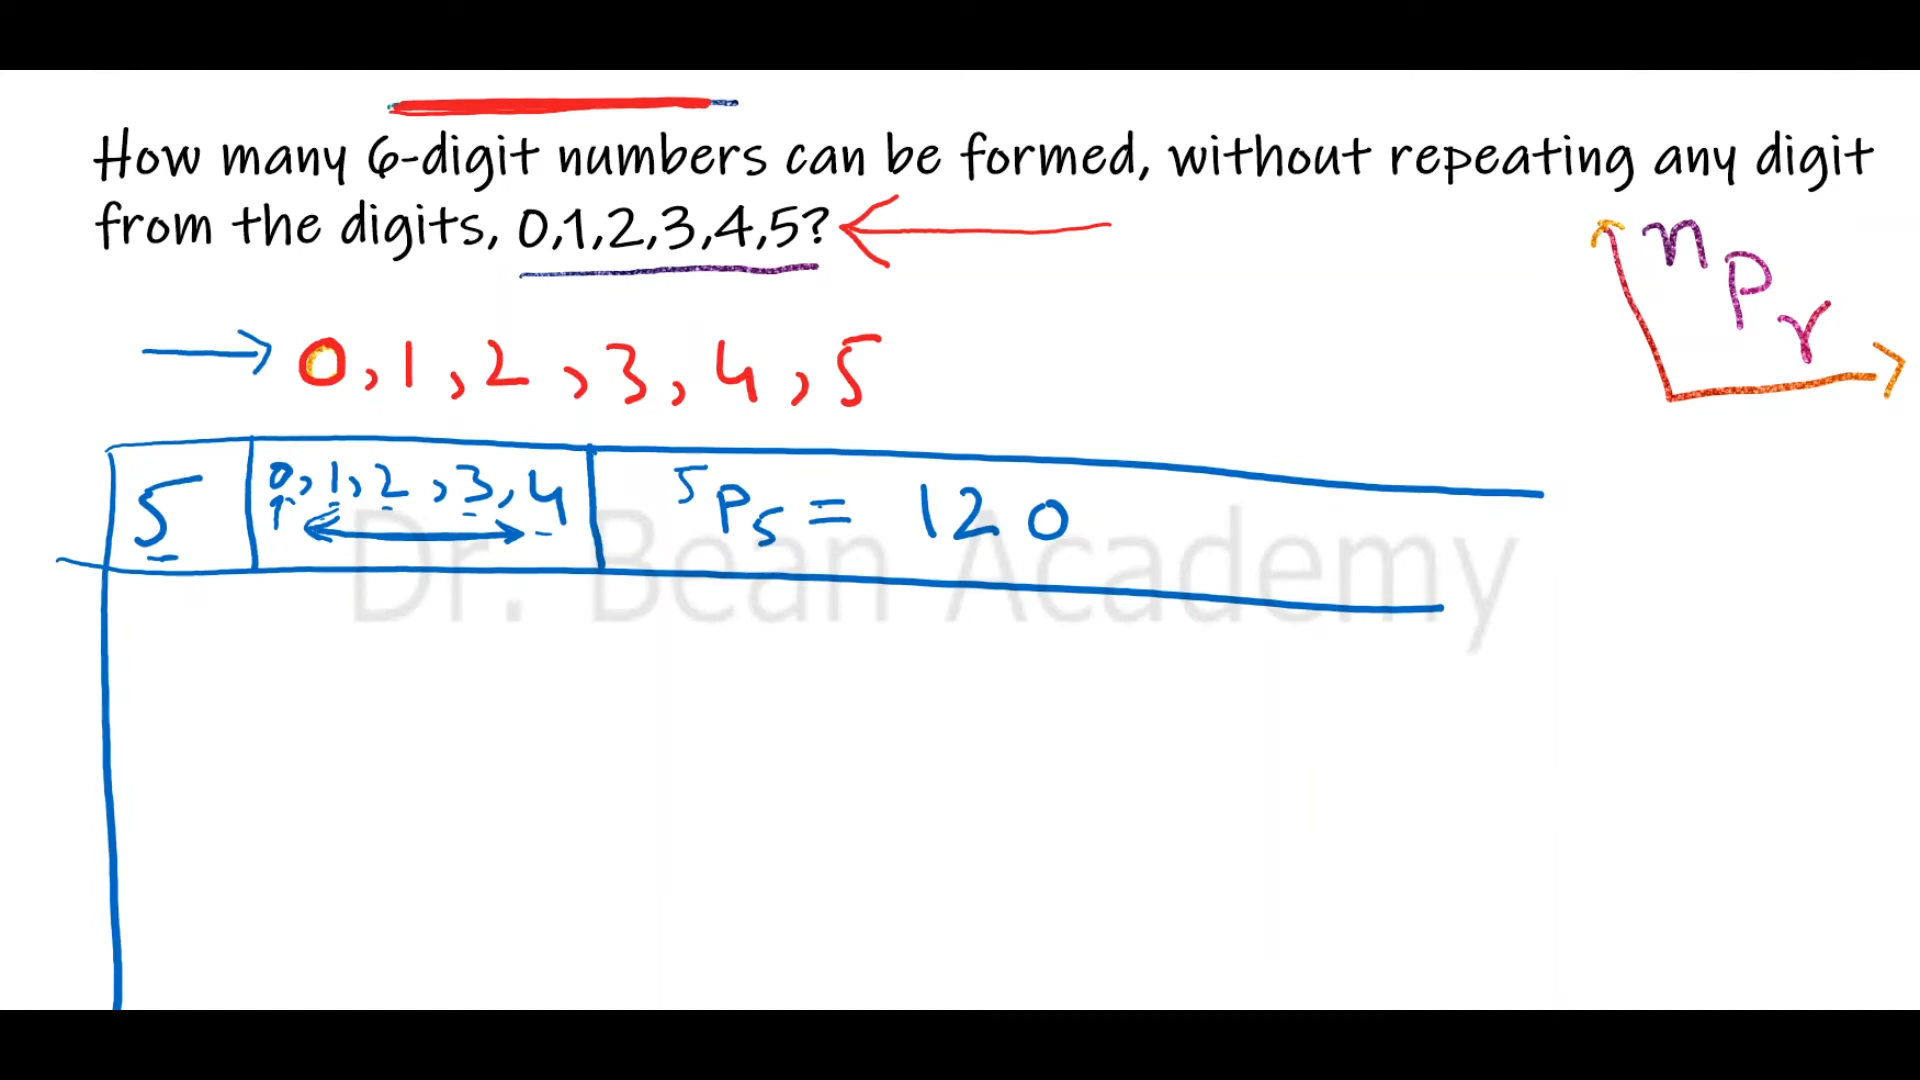 How many 6-digit numbers can be formed, without repeating any digit
from the digits, 0,1,2,3,4,5?
nPr
0, 1, 2, 3, 4, 5
5 0, 1, 2, 3, 4 5P5 = 120
Dr. Bean Academy